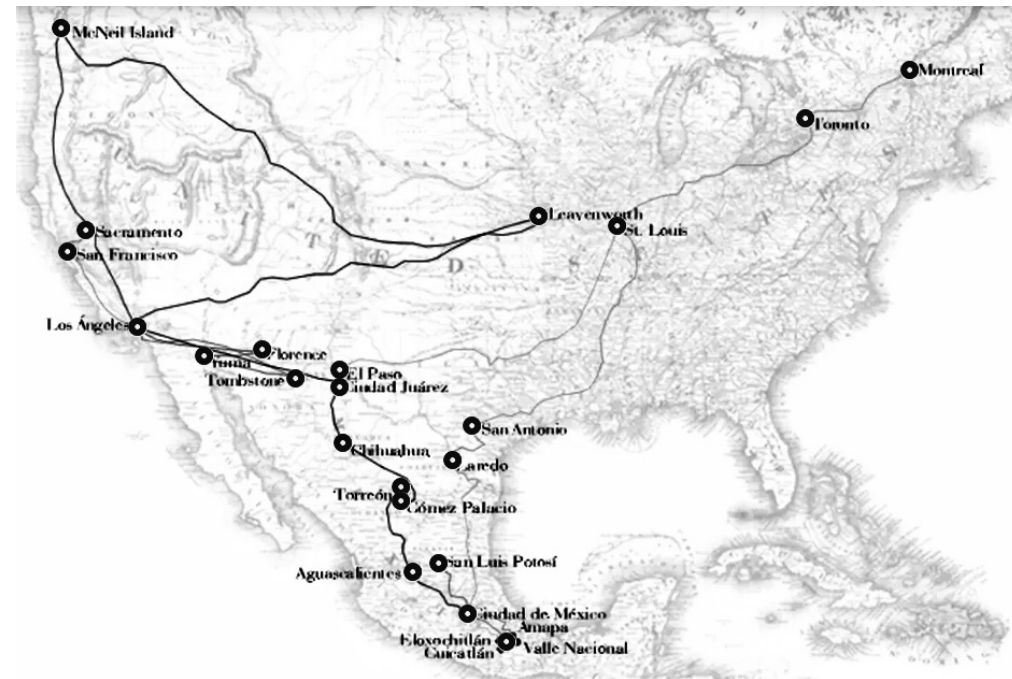 McNeil Island
Montreal
Toronto
OREGON
Leavenworth
St. Louis
Sacramento
San Francisco
Los Ángeles
Florence
Yuma
El Paso
Tombstone
Ciudad Juárez
San Antonio
Chihuahua
Laredo
Torreón
Gómez Palacio
San Luis Potosí
Aguascalientes
Ciudad de México
Amapa
Eloxochitlán
Valle Nacional
Cuicatlán